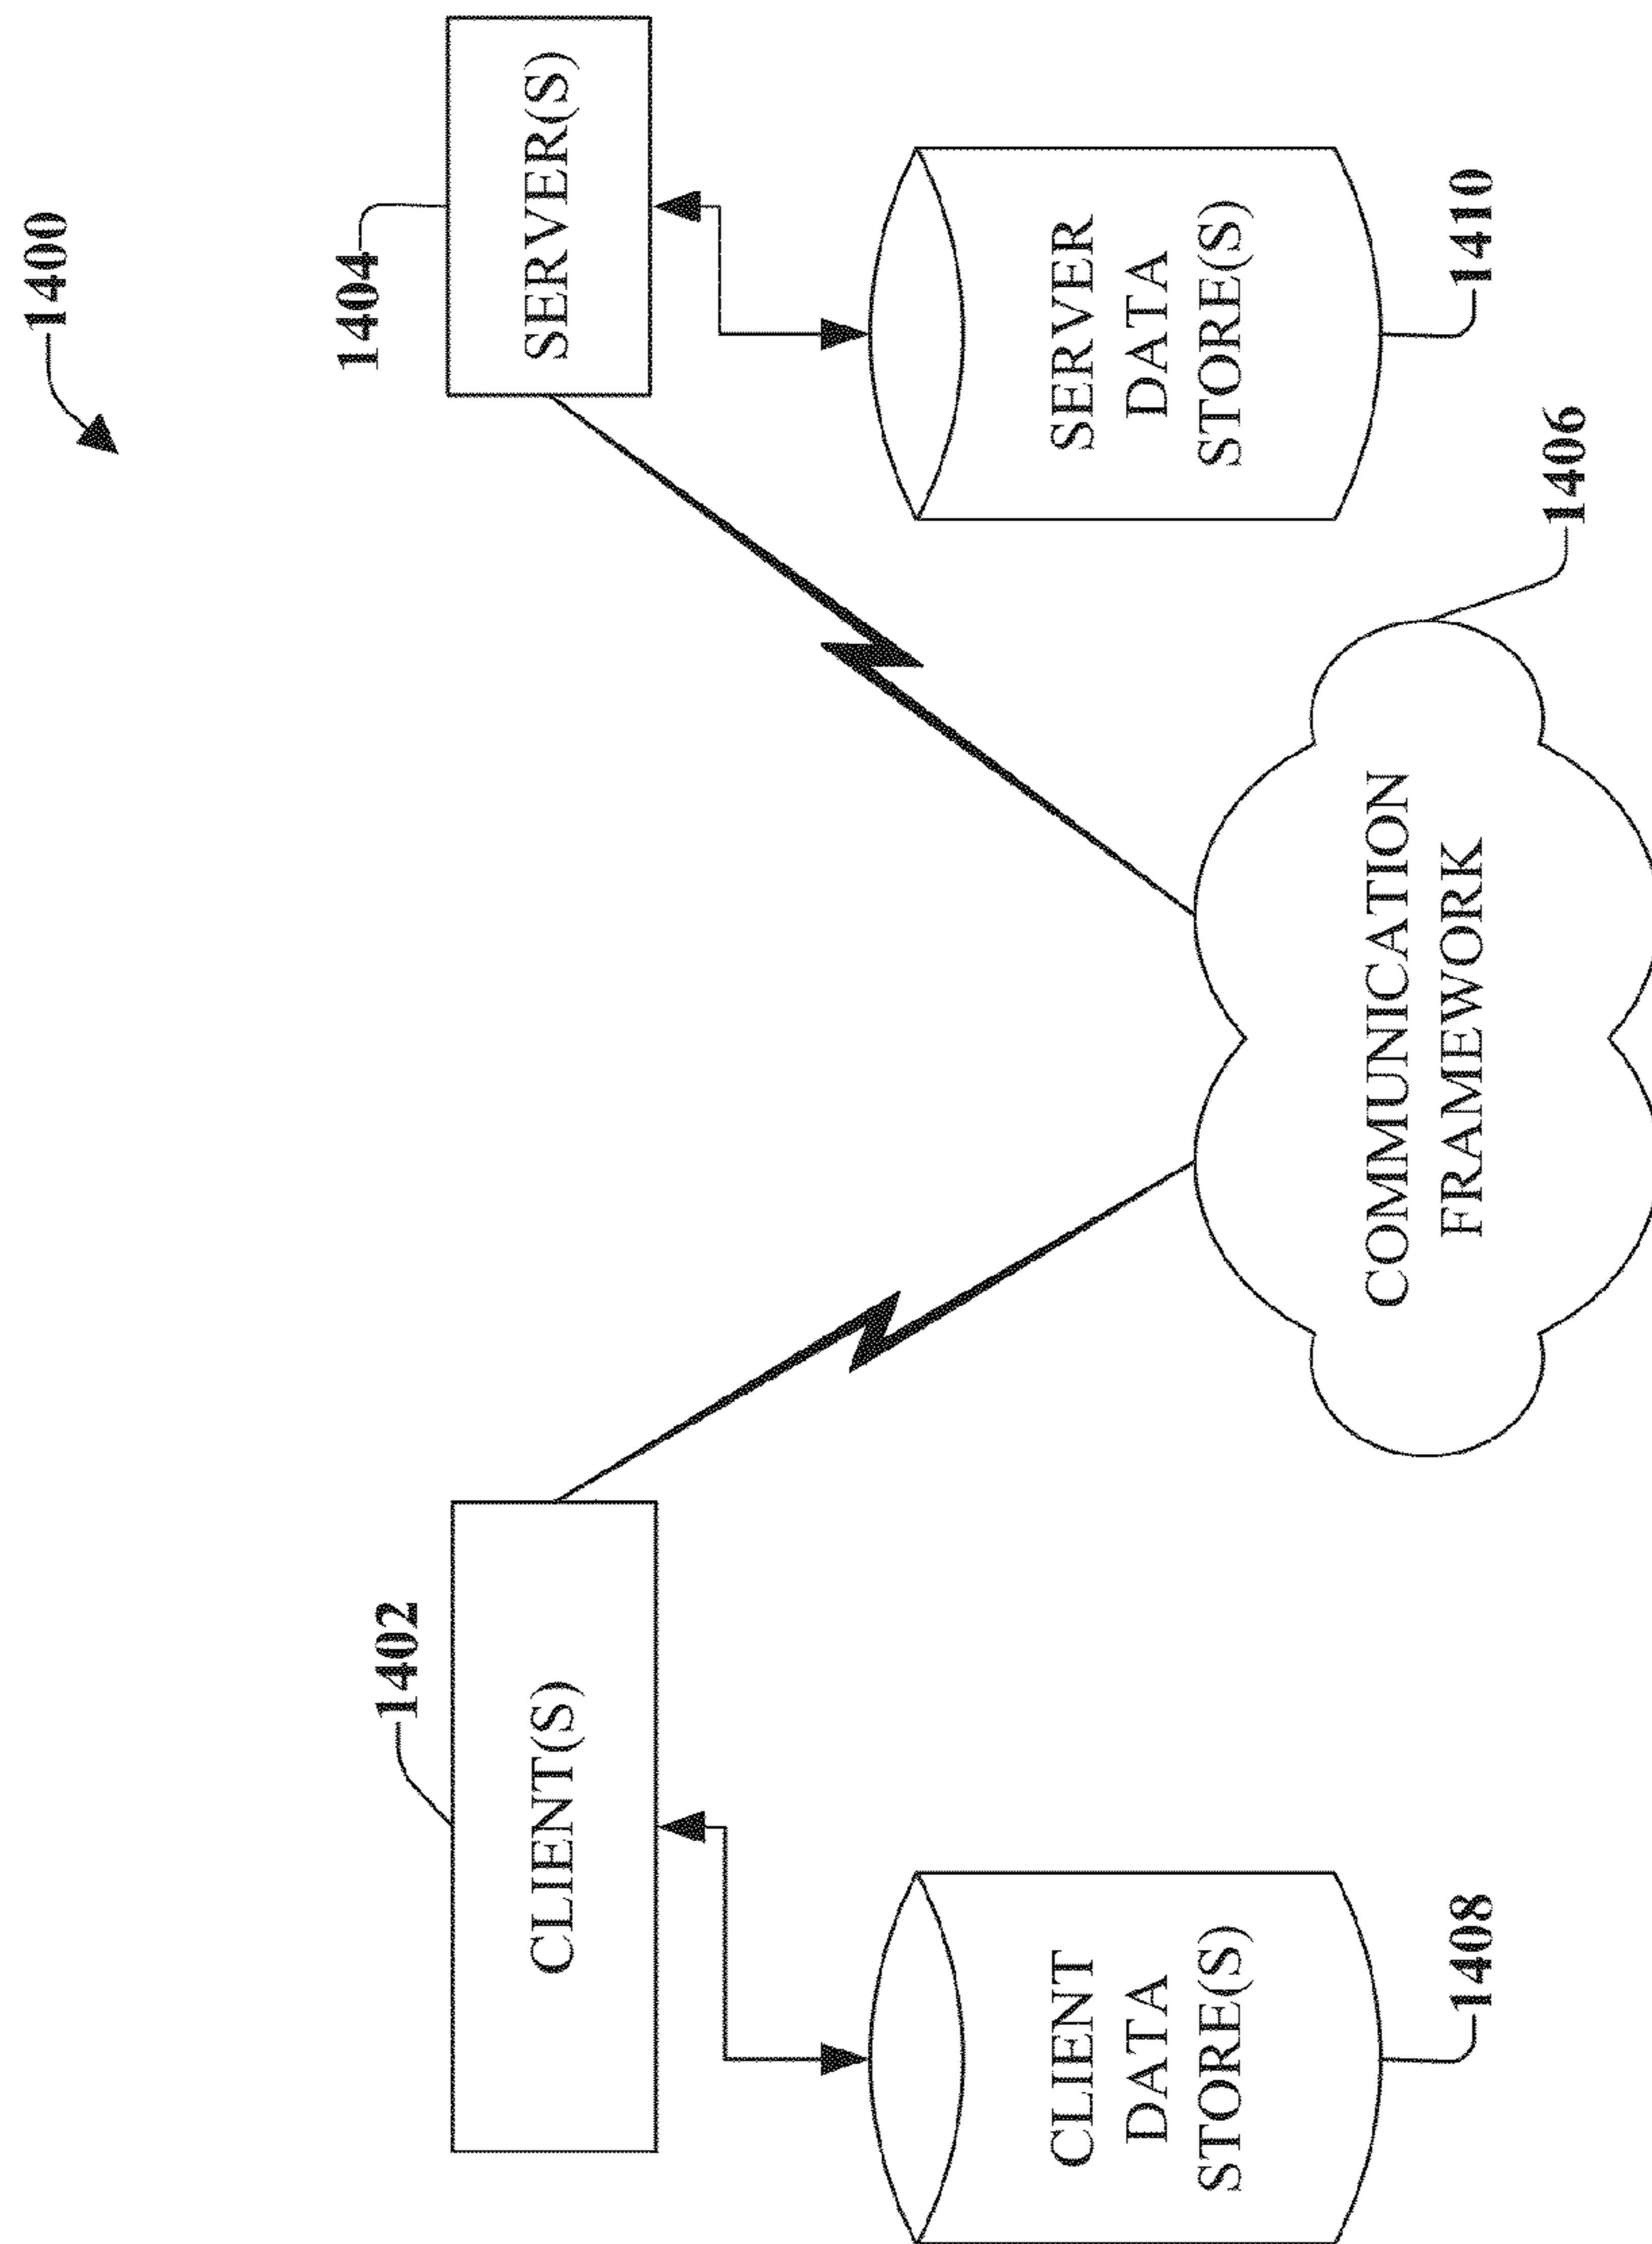 1400
1402
1404
CLIENT(S)
SERVER(S)
CLIENT
DATA
STORE(S)
SERVER
DATA
STORE(S)
COMMUNICATION
FRAMEWORK
1408
1410
1406